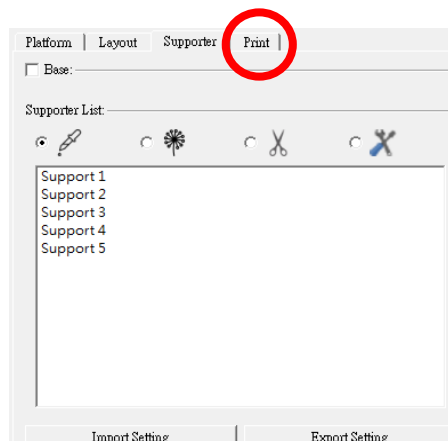 Platform Layout Supporter Print
Base:
Supporter List:
Support 1
Support 2
Support 3
Support 4
Support 5
Import Setting Export Setting